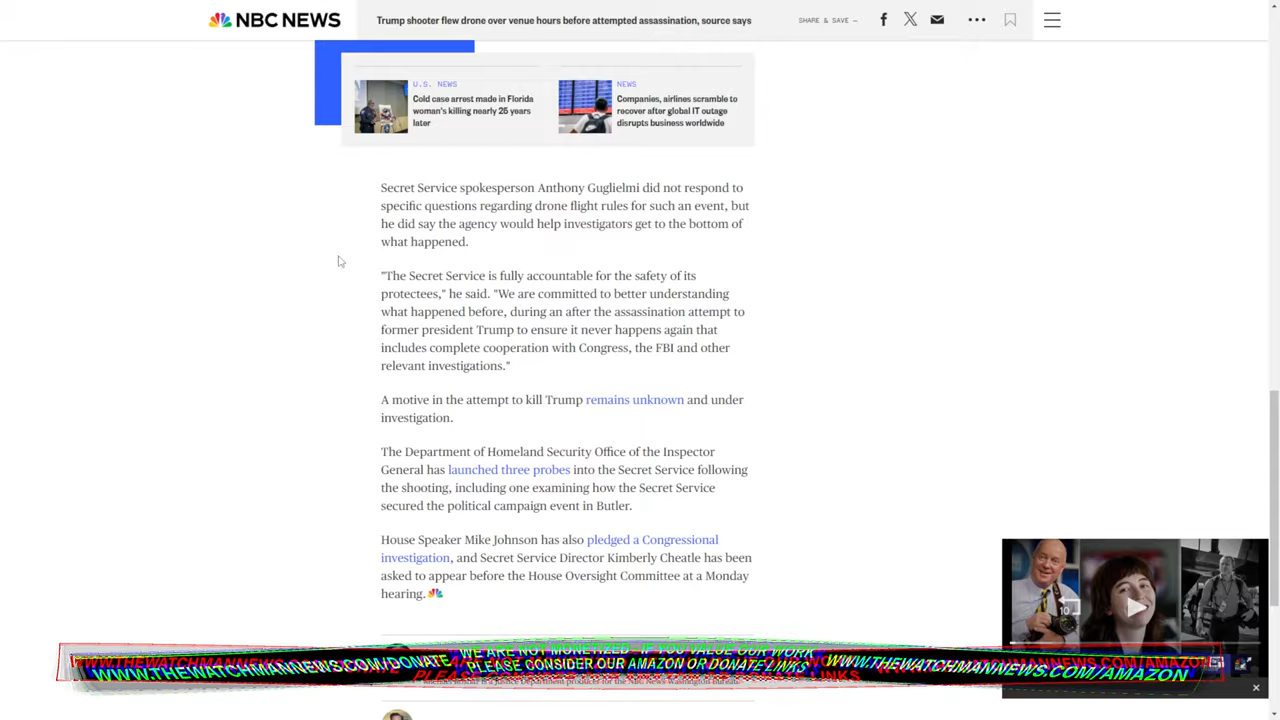 NBC NEWS
Trump shooter flew drone over venue hours before attempted assassination, source says
SHARE & SAVE —
U.S. NEWS
Cold case arrest made in Florida
woman's killing nearly 25 years
later
NEWS
Companies, airlines scramble to
recover after global IT outage
disrupts business worldwide
Secret Service spokesperson Anthony Guglielmi did not respond to
specific questions regarding drone flight rules for such an event, but
he did say the agency would help investigators get to the bottom of
what happened.
"The Secret Service is fully accountable for the safety of its
protectees," he said. "We are committed to better understanding
what happened before, during an after the assassination attempt to
former president Trump to ensure it never happens again that
includes complete cooperation with Congress, the FBI and other
relevant investigations."
A motive in the attempt to kill Trump remains unknown and under
investigation.
The Department of Homeland Security Office of the Inspector
General has launched three probes into the Secret Service following
the shooting, including one examining how the Secret Service
secured the political campaign event in Butler.
House Speaker Mike Johnson has also pledged a Congressional
investigation, and Secret Service Director Kimberly Cheatle has been
asked to appear before the House Oversight Committee at a Monday
hearing.
10
WE ARE NOT MONETIZED. IF YOU VALUE OUR WORK
PLEASE CONSIDER OUR AMAZON OR DONATE LINKS
WWW.THEWATCHMANNEWS.COM/DONATE
WWW.THEWATCHMANNEWS.COM/AMAZON